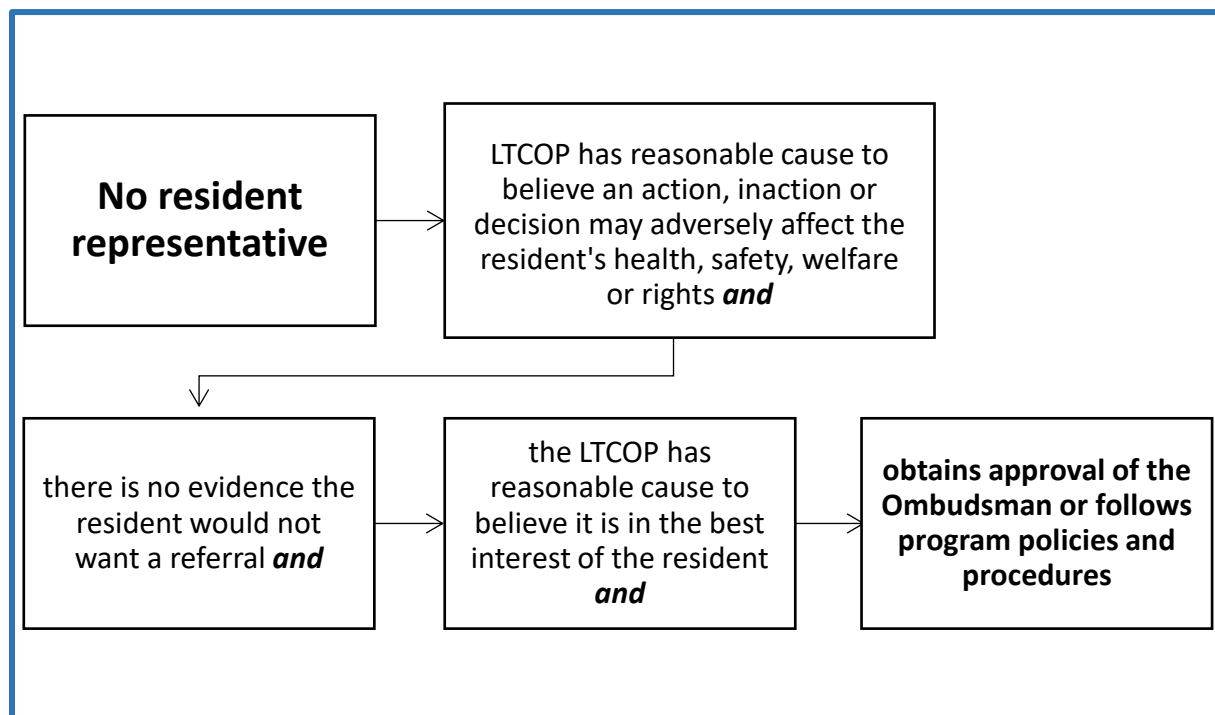 No resident
representative
LTCOP has reasonable cause to
believe an action, inaction or
decision may adversely affect the
resident's health, safety, welfare
or rights and
there is no evidence the
resident would not
want a referral and
the LTCOP has
reasonable cause to
believe it is in the best
interest of the resident
and
obtains approval of the
Ombudsman or follows
program policies and
procedures